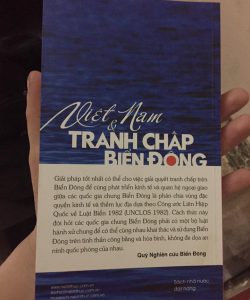 Việt Nam
&
TRANH CHẤP
BIỂN ĐÔNG
Giải pháp tốt nhất có thể cho việc giải quyết tranh chấp trên
Biển Đông để cùng phát triển kinh tế và quan hệ ngoại giao
giữa các quốc gia chung Biển Đông là phân chia vùng đặc
quyền kinh tế và thềm lục địa dựa theo Công ước Liên Hiệp
Quốc về Luật Biển 1982 (UNCLOS 1982). Cách thức này
đòi hỏi các quốc gia chung Biển Đông phải có một bộ luật
hành xử chung để có thể cùng nhau khai thác và sử dụng Biển
Đông trên tinh thần công bằng và hòa bình, không đe dọa an
ninh quốc phòng của nhau.
Quỹ Nghiên cứu Biển Đông
Sách nhà nước
đặt hàng